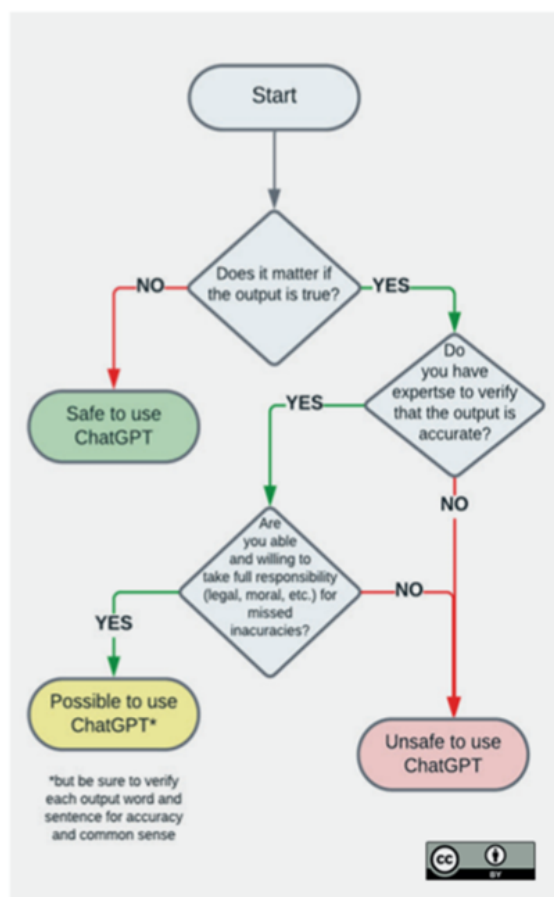 Start
Does it matter if
the output is true?
NO
YES
Safe to use
ChatGPT
Do
you have
expertse to verify
that the output is
accurate?
YES
NO
Are
you able
and willing to
take full responsibility
(legal, moral, etc.) for
missed
inacuracies?
YES
NO
Possible to use
ChatGPT*
Unsafe to use
ChatGPT
*but be sure to verify
each output word and
sentence for accuracy
and common sense
cc
BY